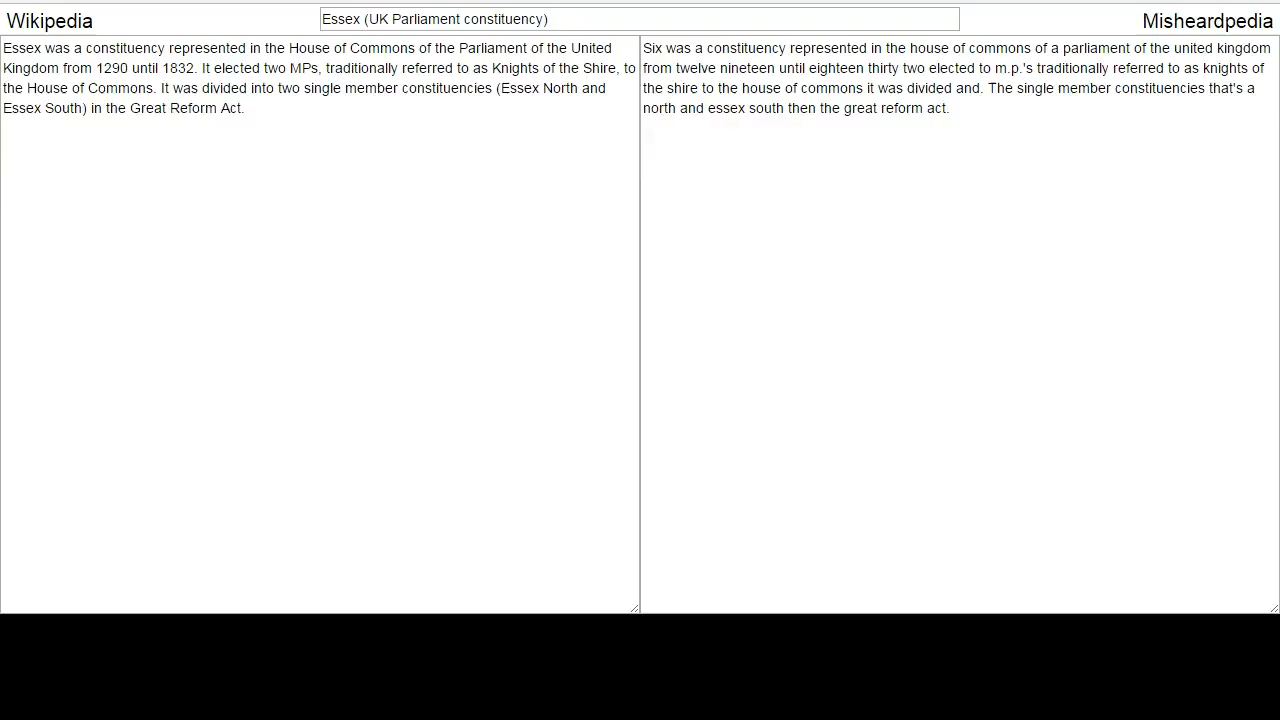 Wikipedia
Essex (UK Parliament constituency)
Misheardpedia
Essex was a constituency represented in the House of Commons of the Parliament of the United
Kingdom from 1290 until 1832. It elected two MPs, traditionally referred to as Knights of the Shire, to
the House of Commons. It was divided into two single member constituencies (Essex North and
Essex South) in the Great Reform Act.
Six was a constituency represented in the house of commons of a parliament of the united kingdom
from twelve nineteen until eighteen thirty two elected to m.p.'s traditionally referred to as knights of
the shire to the house of commons it was divided and. The single member constituencies that's a
north and essex south then the great reform act.